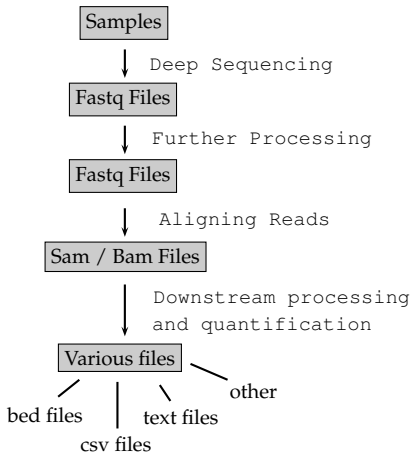 Samples
Deep Sequencing
Fastq Files
Further Processing
Fastq Files
Aligning Reads
Sam / Bam Files
Downstream processing
and quantification
Various files
other
bed files
text files
csv files